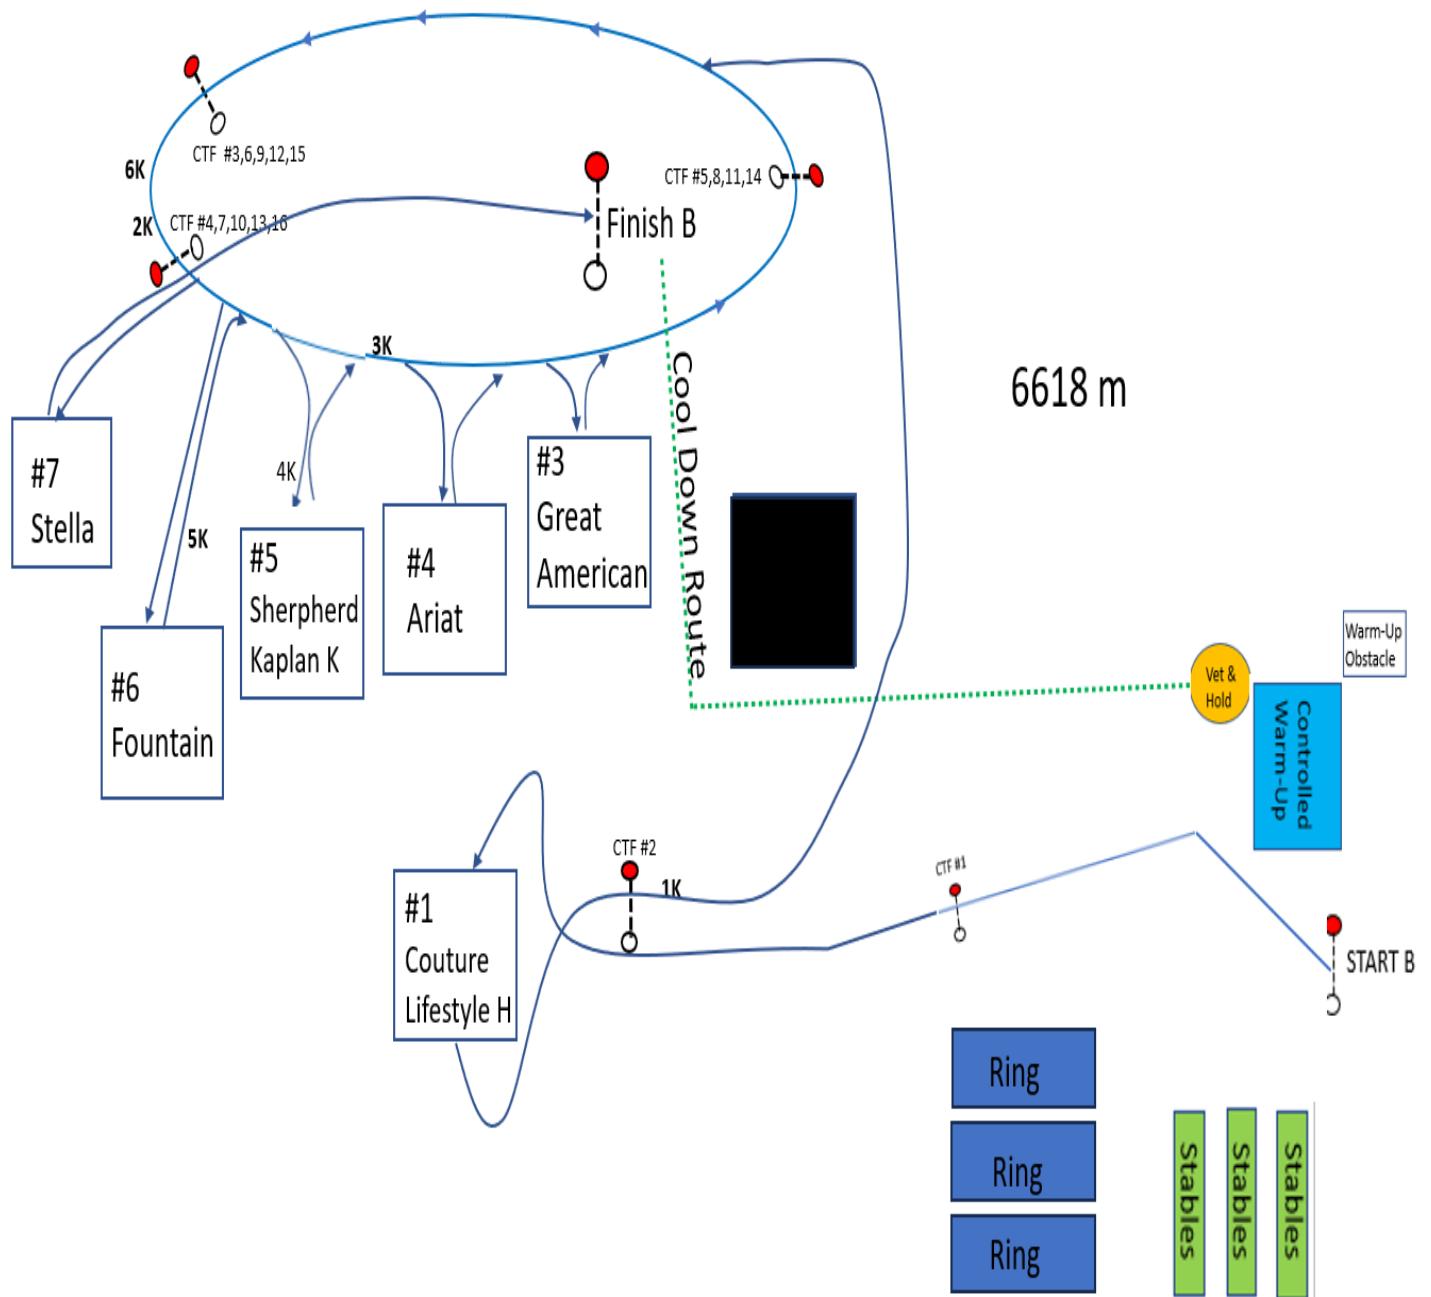 CTF #3,6,9,12,15
6K
CTF #5,8,11,14
2K
CTF #4,7,10,13,16
Finish B
3K
Cool Down Route
6618 m
#7
Stella
4K
5K
#6
Fountain
#5
Sherpherd
Kaplan K
#4
Ariat
#3
Great
American
Warm-Up
Obstacle
Vet &
Hold
Controlled
Warm-Up
CTF #2
1K
CTF #1
#1
Couture
Lifestyle H
START B
Ring
Ring
Ring
Stables
Stables
Stables